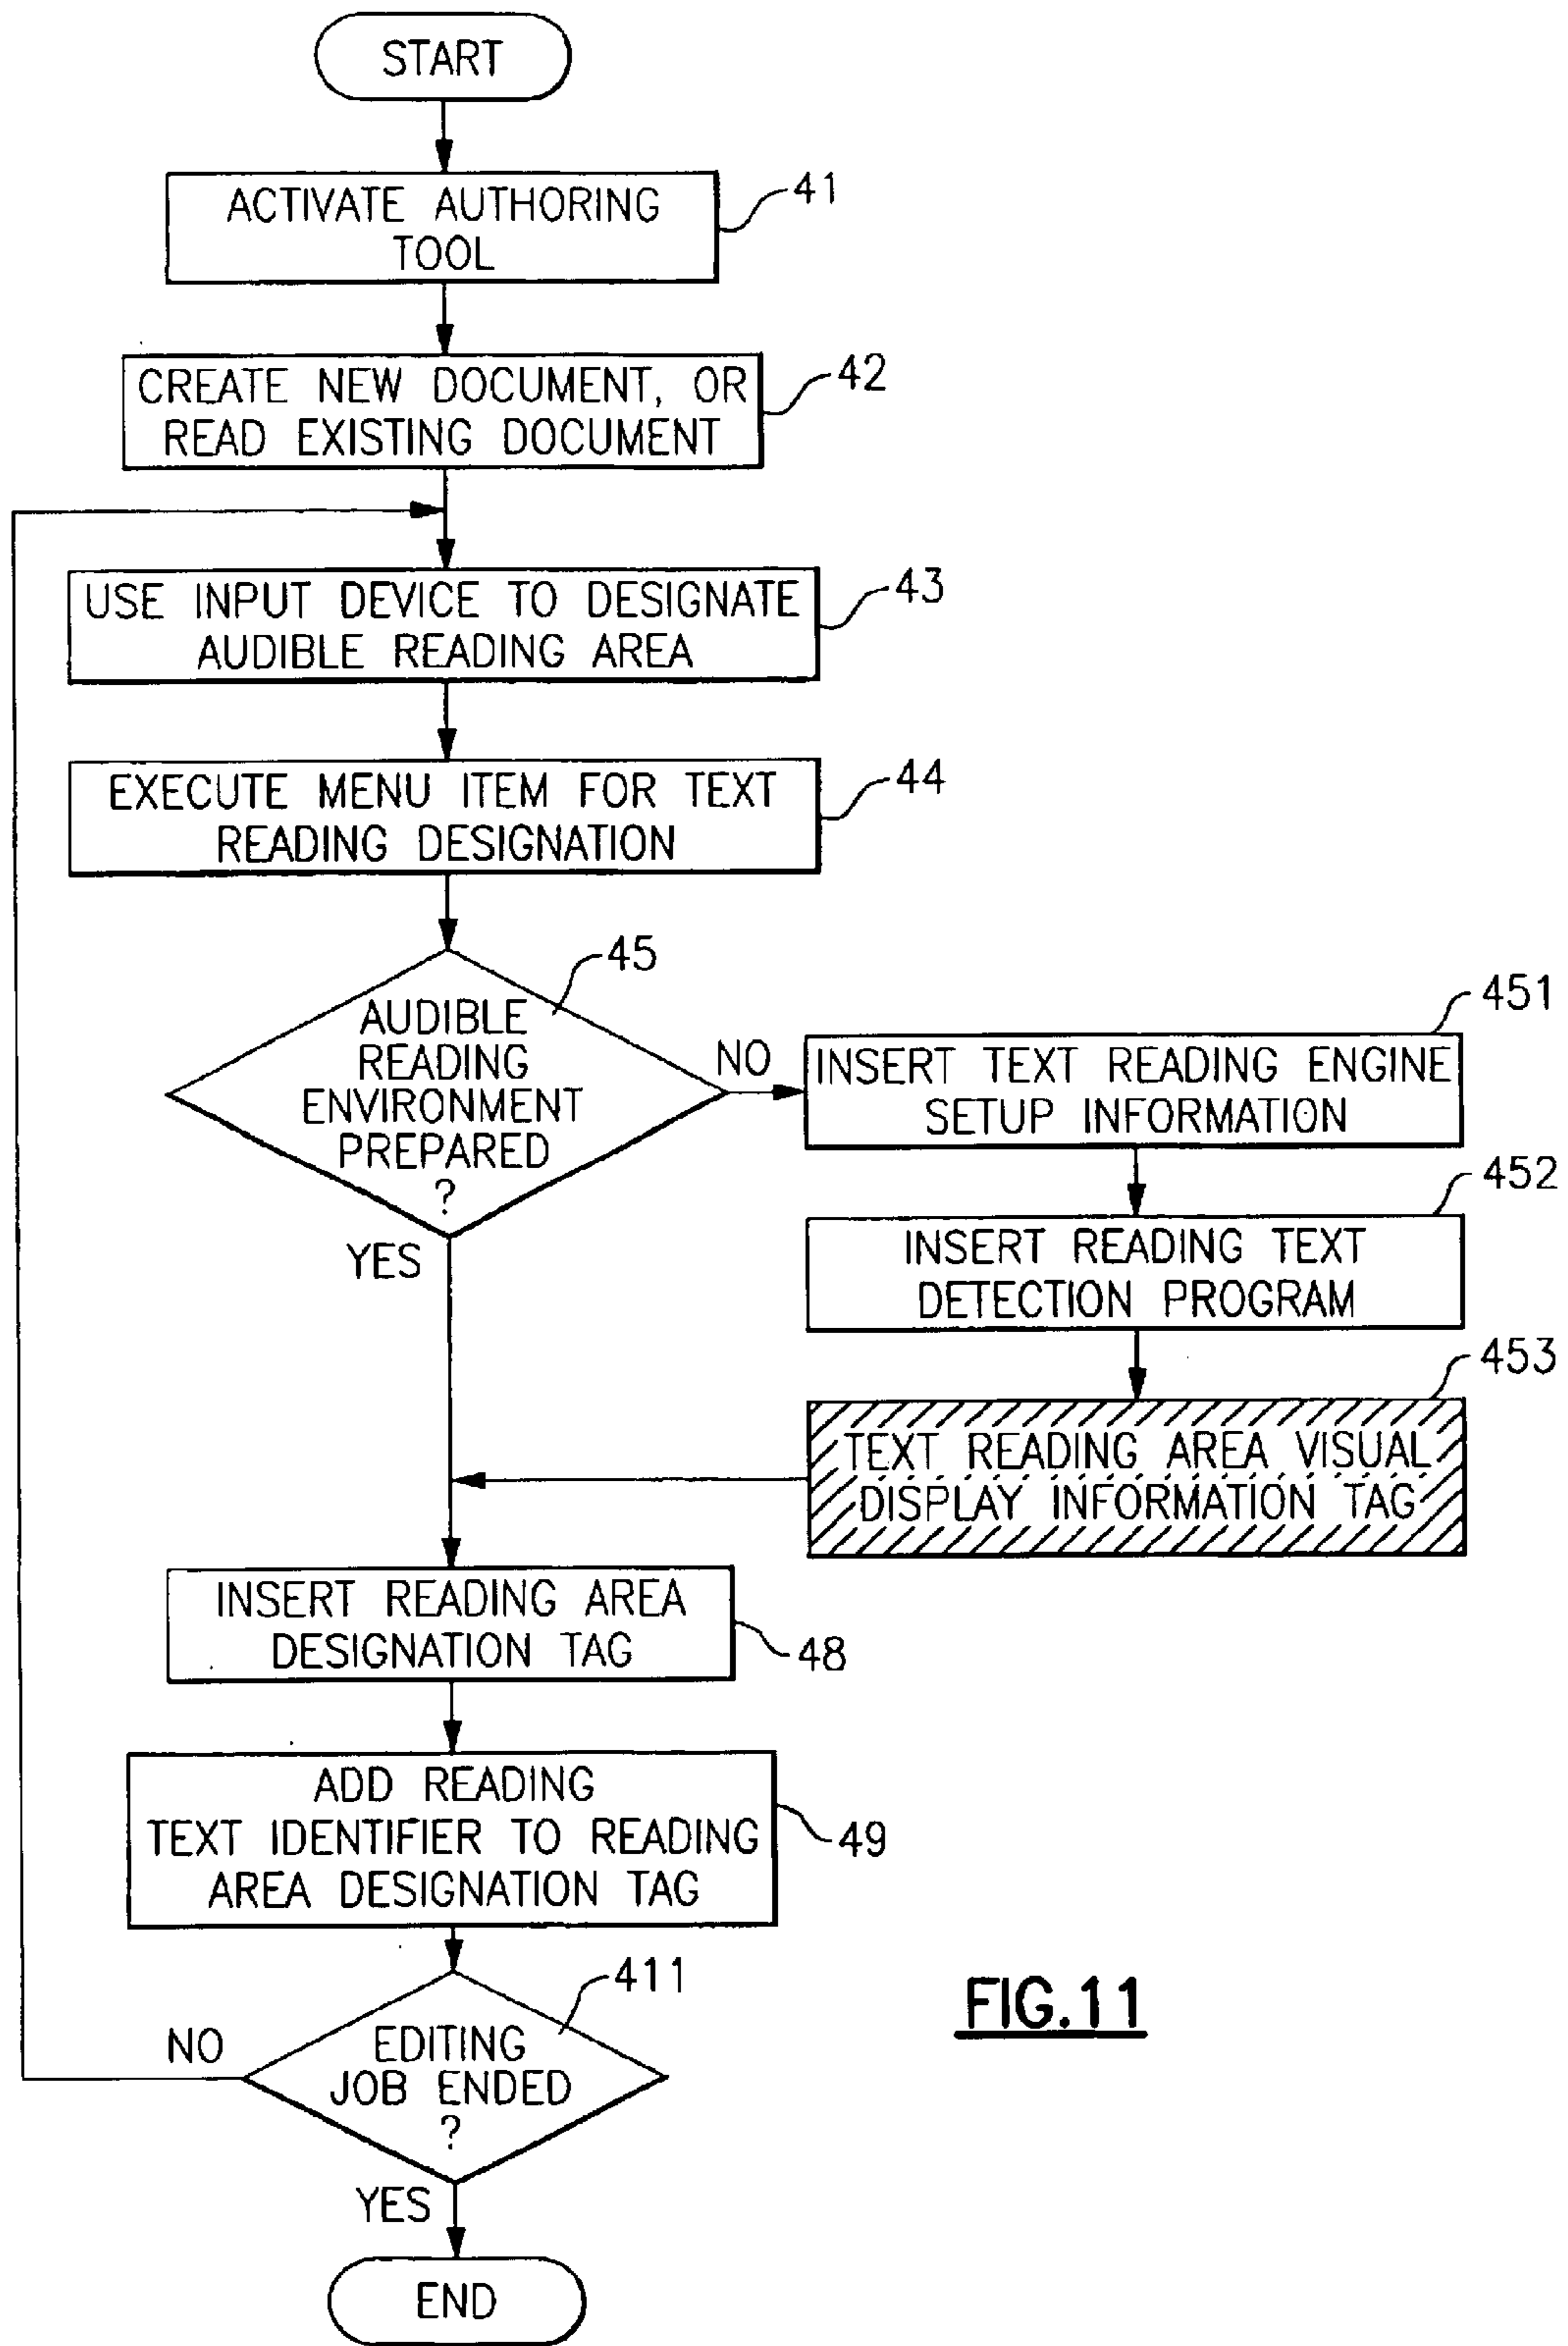 START
ACTIVATE AUTHORING
TOOL
41
CREATE NEW DOCUMENT, OR
READ EXISTING DOCUMENT
42
USE INPUT DEVICE TO DESIGNATE
AUDIBLE READING AREA
43
EXECUTE MENU ITEM FOR TEXT
READING DESIGNATION
44
AUDIBLE
READING
ENVIRONMENT
PREPARED
?
45
NO
YES
INSERT TEXT READING ENGINE
SETUP INFORMATION
451
INSERT READING TEXT
DETECTION PROGRAM
452
TEXT READING AREA VISUAL
DISPLAY INFORMATION TAG
453
INSERT READING AREA
DESIGNATION TAG
48
ADD READING
TEXT IDENTIFIER TO READING
AREA DESIGNATION TAG
49
EDITING
JOB ENDED
?
411
NO
YES
END
FIG.11